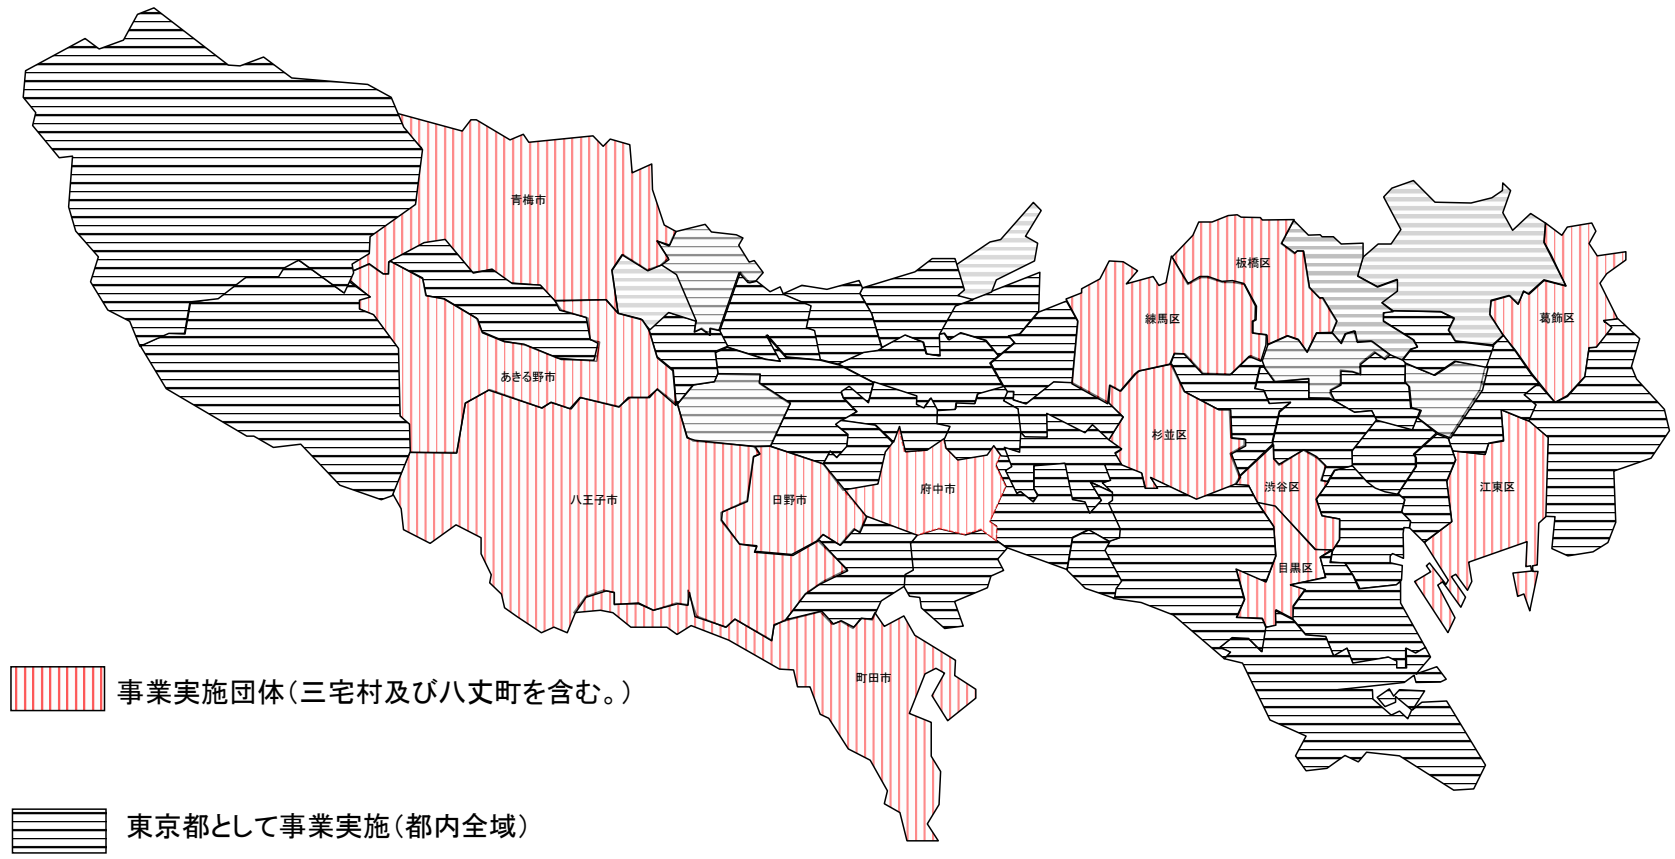 青梅市
板橋区
練馬区
葛飾区
あきる野市
杉並区
八王子市
日野市
府中市
渋谷区
江東区
目黒区
町田市
事業実施団体（三宅村及び八丈町を含む。）
東京都として事業実施（都内全域）